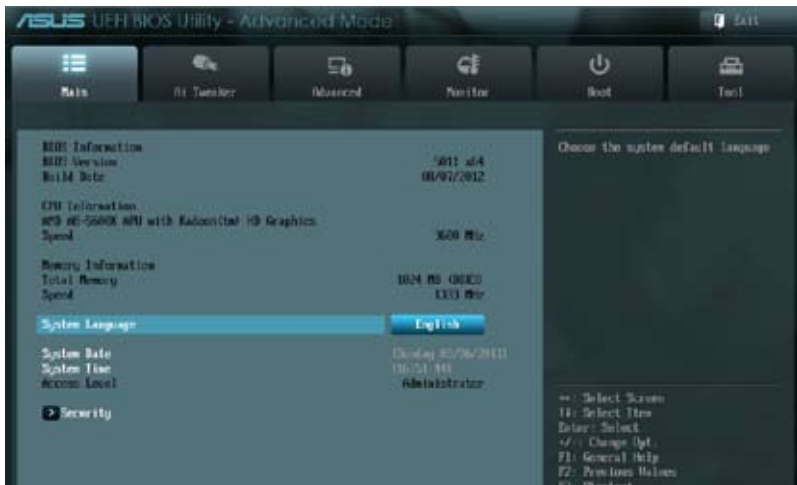 ASUS UEFI BIOS Utility - Advanced Mode
Exit
Main
Ai Tweaker
Advanced
Monitor
Boot
Tool
BIOS Information
BIOS Version 5011 x64
Build Date 08/07/2012
CPU Information
AMD A6-5600K APU with Radeon(tm) HD Graphics
Speed 3600 MHz
Memory Information
Total Memory 1024 MB (DDR3)
Speed 1333 MHz
System Language English
System Date
System Time
Access Level Administrator
Security
Choose the system default language
: Select Screen
: Select Item
Enter: Select
+/-: Change Opt.
F1: General Help
F2: Previous Values